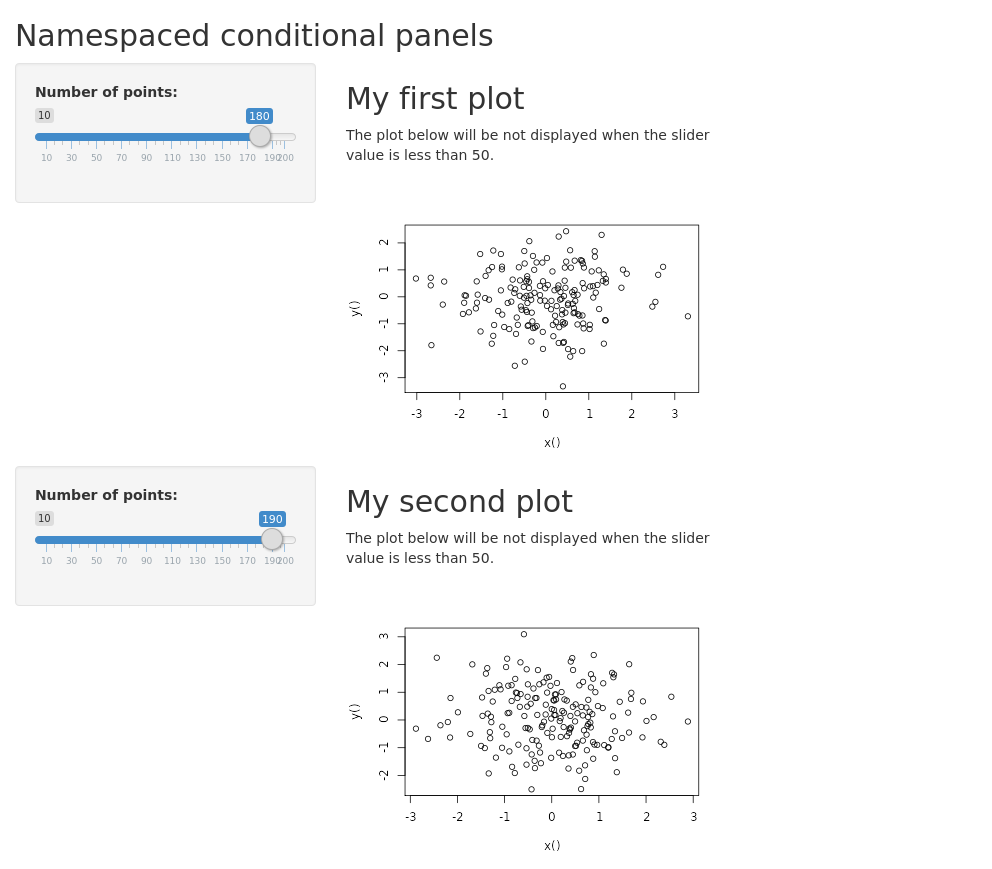 Namespaced conditional panels
Number of points:
10 180
10 30 50 70 90 110 130 150 170 190 200
My first plot
The plot below will be not displayed when the slider
value is less than 50.
y()
2
1
0
-1
-2
-3
-3 -2 -1 0 1 2 3
x()
Number of points:
10 190
10 30 50 70 90 110 130 150 170 190 200
My second plot
The plot below will be not displayed when the slider
value is less than 50.
y()
3
2
1
0
-1
-2
-3 -2 -1 0 1 2 3
x()